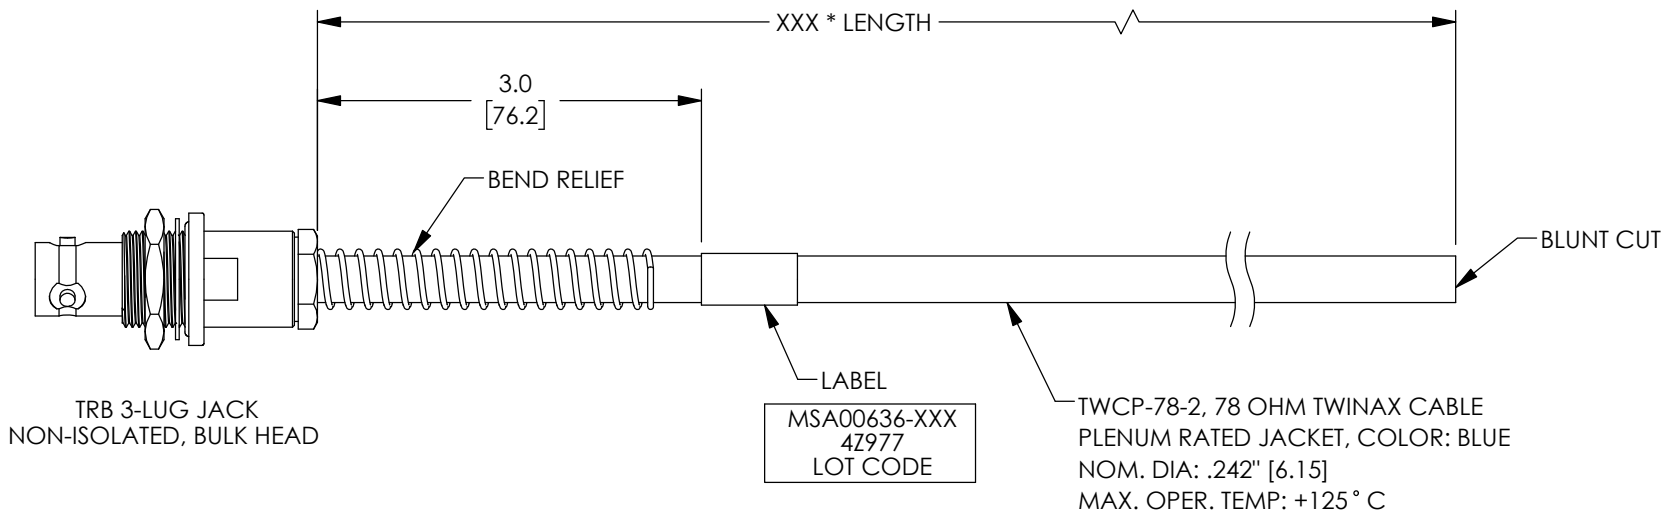 XXX * LENGTH
3.0
[76.2]
BEND RELIEF
BLUNT CUT
LABEL
MSA00636-XXX
4Z977
LOT CODE
TRB 3-LUG JACK
NON-ISOLATED, BULK HEAD
TWCP-78-2, 78 OHM TWINAX CABLE
PLENUM RATED JACKET, COLOR: BLUE
NOM. DIA: .242" [6.15]
MAX. OPER. TEMP: +125° C